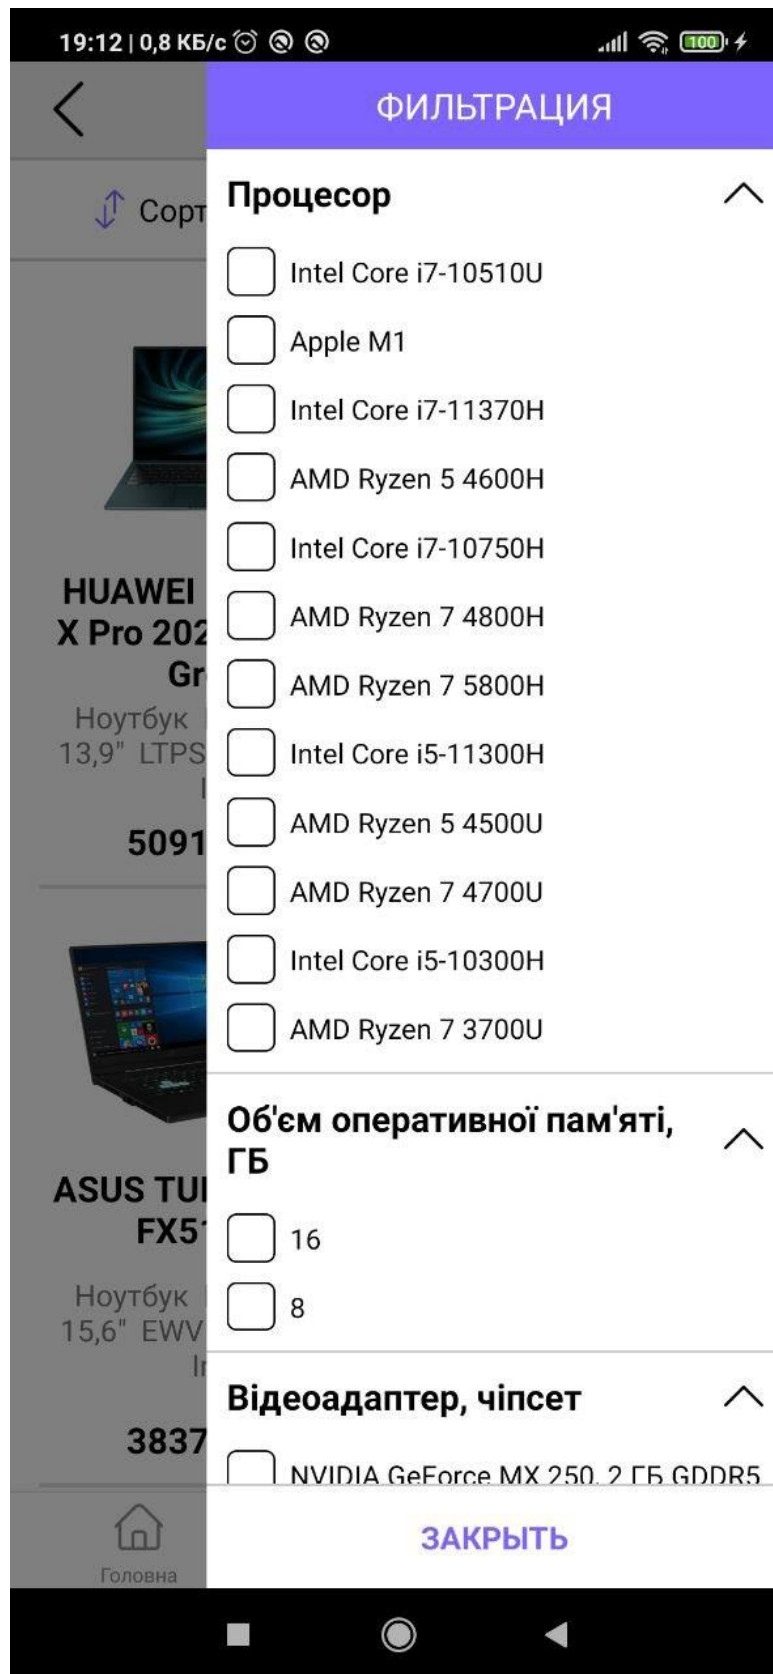 19:12 | 0,8 КБ/с
100
ФИЛЬТРАЦИЯ
Сорт
Процесор
Intel Core i7-10510U
Apple M1
Intel Core i7-11370H
AMD Ryzen 5 4600H
Intel Core i7-10750H
AMD Ryzen 7 4800H
AMD Ryzen 7 5800H
Intel Core i5-11300H
AMD Ryzen 5 4500U
AMD Ryzen 7 4700U
Intel Core i5-10300H
AMD Ryzen 7 3700U
Об'єм оперативної пам'яті,
ГБ
16
8
Відеоадаптер, чіпсет
NVIDIA GeForce MX 250, 2 ГБ GDDR5
ЗАКРЫТЬ
HUAWEI
X Pro 202
Gr
Ноутбук
13,9" LTPS
5091
ASUS TU
FX5
Ноутбук
15,6" EWV
3837
Головна